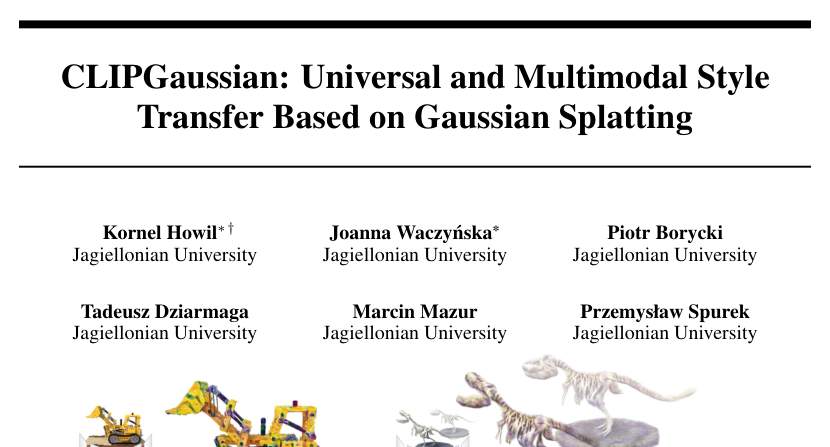 CLIPGaussian: Universal and Multimodal Style
Transfer Based on Gaussian Splatting
Kornel Howil*† Joanna Waczyńska* Piotr Borycki
Jagiellonian University Jagiellonian University Jagiellonian University
Tadeusz Dziarmaga Marcin Mazur Przemysław Spurek
Jagiellonian University Jagiellonian University Jagiellonian University